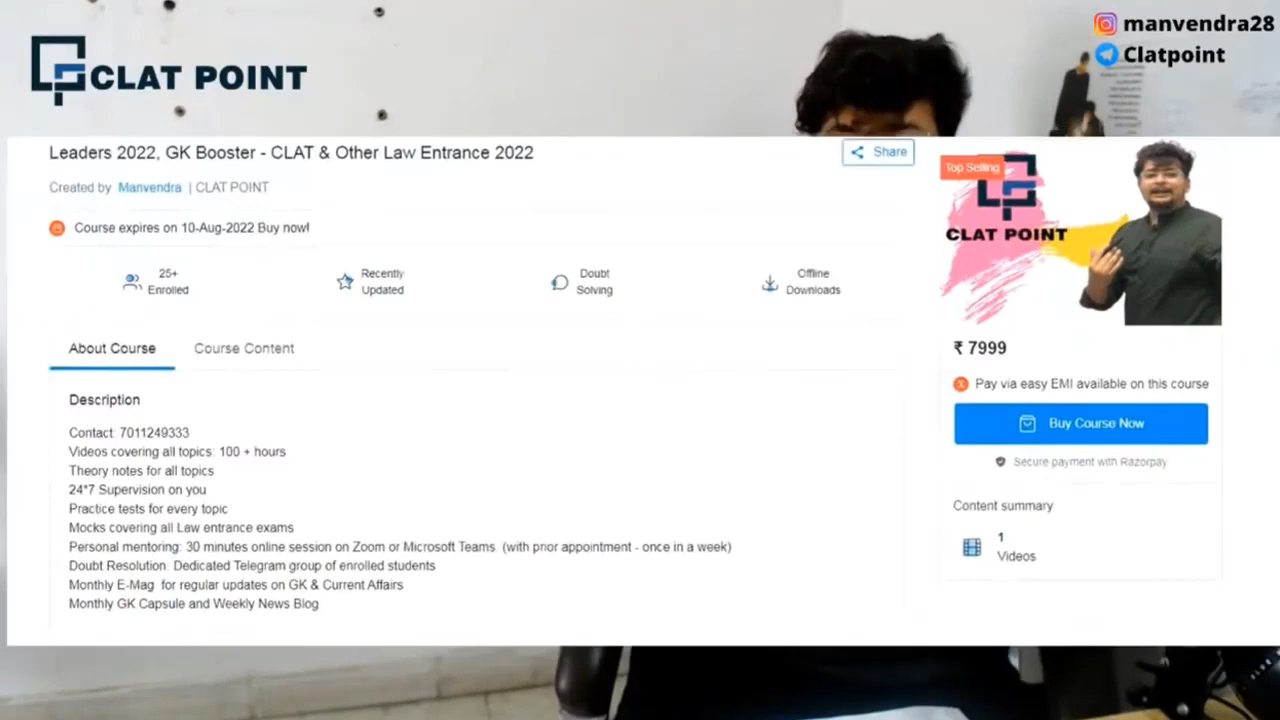 manvendra28
Clatpoint
CLAT POINT
Leaders 2022, GK Booster - CLAT & Other Law Entrance 2022
Share
Created by Manvendra | CLAT POINT
Course expires on 10-Aug-2022 Buy now!
25+
Enrolled
Recently
Updated
Doubt
Solving
Offline
Downloads
About Course
Course Content
Description
Contact: 7011249333
Videos covering all topics: 100 + hours
Theory notes for all topics
24*7 Supervision on you
Practice tests for every topic
Mocks covering all Law entrance exams
Personal mentoring: 30 minutes online session on Zoom or Microsoft Teams. (with prior appointment - once in a week)
Doubt Resolution: Dedicated Telegram group of enrolled students
Monthly E-Mag for regular updates on GK & Current Affairs
Monthly GK Capsule and Weekly News Blog
Top Selling
CLAT POINT
₹ 7999
Pay via easy EMI available on this course
Buy Course Now
Secure payment with Razorpay
Content summary
1
Videos